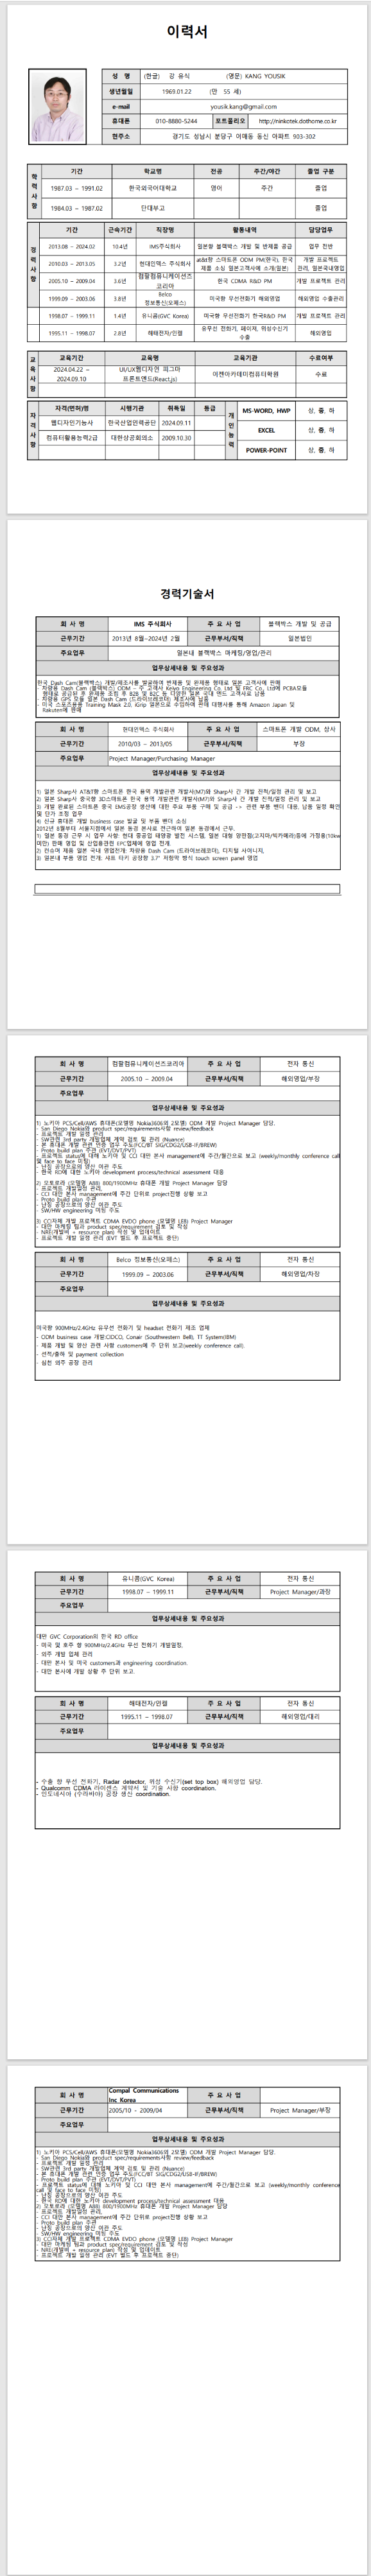 이력서
성 명 (한글) 강 유식 (영문) KANG YOUSIK
생년월일 1969.01.22 (만 55 세)
e-mail yousik.kang@gmail.com
휴대폰 010-8880-5244 포트폴리오 http://ninkotek.dothome.co.kr
현주소 경기도 성남시 분당구 이매동 동신 아파트 903-302
학력사항
기간 학교명 전공 주간/야간 졸업 구분
1987.03 ~ 1991.02 한국외국어대학교 영어 주간 졸업
1984.03 ~ 1987.02 단대부고 졸업
경력사항
기간 근속기간 직장명 활동내역 담당업무
2013.08 ~ 2024.02 10.4년 IMS주식회사 일본향 블랙박스 개발 및 반제품 공급 업무 전반
2010.03 ~ 2013.05 3.2년 현대인텍스 주식회사 at&t향 스마트폰 ODM PM(한국), 한국
제품 소싱 일본고객사에 소개(일본) 개발 프로젝트
관리, 일본국내영업
2005.10 ~ 2009.04 3.6년 컴팔컴뮤니케이션즈
코리아 한국 CDMA R&D PM 개발 프로젝트 관리
1999.09 ~ 2003.06 3.8년 Belco
정보통신(오페스) 미국향 무선전화기 해외영업 해외영업 수출관리
1998.07 ~ 1999.11 1.4년 유니콤(GVC Korea) 미국향 무선전화기 한국R&D PM 개발 프로젝트 관리
1995.11 ~ 1998.07 2.8년 해태전자/인켈 유무선 전화기, 페이저, 위성수신기
수출 해외영업
교육사항
교육기간 교육명 교육기관 수료여부
2024.04.22 ~
2024.09.10 UI/UX웹디자인 피그마
프론트엔드(React.js) 이젠아카데미컴퓨터학원 수료
자격사항
자격(면허)명 시행기관 취득일 등급
웹디자인기능사 한국산업인력공단 2024.09.11
컴퓨터활용능력2급 대한상공회의소 2009.10.30
개인능력
MS-WORD, HWP 상, 중, 하
EXCEL 상, 중, 하
POWER-POINT 상, 중, 하
경력기술서
회 사 명 IMS 주식회사 주 요 사 업 블랙박스 개발 및 공급
근무기간 2013년 8월~2024년 2월 근무부서/직책 일본법인
주요업무 일본내 블랙박스 마케팅/영업/관리
업무상세내용 및 주요성과
한국 Dash Cam(블랙박스) 개발/제조사를 발굴하여 반제품 및 완제품 형태로 일본 고객사에 판매
- 차량용 Dash Cam (블랙박스) ODM – 주 고객사 Keiyo Engineering Co. Ltd 및 FRC Co., Ltd에 PCBA모듈
형태로 공급된 후 완제품 조립 후 B2B 및 B2C 등 다양한 일본 국내 엔드 고객사로 납품
- 차량용 GPS 모듈 일본 Dash Cam (드라이브레코더) 제조사에 납품
- 미국 스포츠용품 Training Mask 2.0, iGrip 일본으로 수입하여 판매 대행사를 통해 Amazon Japan 및
Rakuten에 판매
회 사 명 현대인텍스 주식회사 주 요 사 업 스마트폰 개발 ODM, 상사
근무기간 2010/03 ~ 2013/05 근무부서/직책 부장
주요업무 Project Manager/Purchasing Manager
업무상세내용 및 주요성과
1) 일본 Sharp사 AT&T향 스마트폰 한국 용역 개발관련 개발사(M7)와 Sharp사 간 개발 진척/일정 관리 및 보고
2) 일본 Sharp사 중국향 3D스마트폰 한국 용역 개발관련 개발사(M7)와 Sharp사 간 개발 진척/일정 관리 및 보고
3) 개발 완료된 스마트폰 중국 EMS공장 생산에 대한 주요 부품 구매 및 공급 -> 관련 부품 벤더 대응, 납품 일정 확인
및 단가 조정 업무
4) 신규 휴대폰 개발 business case 발굴 및 부품 벤더 소싱
2012년 8월부터 서울지점에서 일본 동경 본사로 전근하여 일본 동경에서 근무.
1) 일본 동경 근무 시 업무 사항: 현대 중공업 태양광 발전 시스템, 일본 대형 양판점(코지마/빅카메라)등에 가정용(10kw
미만) 판매 영업 및 산업용관련 EPC업체에 영업 전개.
2) 컨슈머 제품 일본 국내 영업전개: 차량용 Dash Cam (드라이브레코더), 디지털 사이니지,
3) 일본내 부품 영업 전개: 샤프 타키 공장향 3.7" 저항막 방식 touch screen panel 영업
회 사 명 컴팔컴뮤니케이션즈코리아 주 요 사 업 전자 통신
근무기간 2005.10 ~ 2009.04 근무부서/직책 해외영업/부장
주요업무
업무상세내용 및 주요성과
1) 노키아 PCS/Cell/AWS 휴대폰(모델명 Nokia3606외 2모델) ODM 개발 Project Manager 담당.
- San Diego Nokia와 product spec/requirements사항 review/feedback
- 프로젝트 개발 일정 관리
- SW관련 3rd party 개발업체 계약 검토 및 관리 (Nuance)
- 본 휴대폰 개발 관련 인증 업무 주도(FCC/BT SIG/CDG2/USB-IF/BREW)
- Proto build plan 주관 (EVT/DVT/PVT)
- 프로젝트 status에 대해 노키아 및 CCI 대만 본사 management에 주간/월간으로 보고 (weekly/monthly conference call
및 face to face 미팅)
- 난징 공장으로의 양산 이관 주도
- 한국 RO에 대한 노키아 development process/technical assessment 대응
2) 모토로라 (모델명 A88) 800/1900MHz 휴대폰 개발 Project Manager 담당
- 프로젝트 개발일정 관리.
- CCI 대만 본사 management에 주간 단위로 project진행 상황 보고
- Proto build plan 주관
- 난징 공장으로의 양산 이관 주도
- SW/HW engineering 미팅 주도
3) CCI자체 개발 프로젝트 CDMA EVDO phone (모델명 LEB) Project Manager
- 대만 마케팅 팀과 product spec/requirement 검토 및 작성
- NRE(개발비 + resource plan) 작성 및 업데이트
- 프로젝트 개발 일정 관리 (EVT 빌드 후 프로젝트 중단)
회 사 명 Belco 정보통신(오페스) 주 요 사 업 전자 통신
근무기간 1999.09 ~ 2003.06 근무부서/직책 해외영업/차장
주요업무
업무상세내용 및 주요성과
미국향 900MHz/2.4GHz 유무선 전화기 및 headset 전화기 제조 업체
- ODM business case 개발:CIDCO, Conair (Southwestern Bell), TT System(IBM)
- 제품 개발 및 양산 관련 사항 customer에 주 단위 보고(weekly conference call).
- 선적/출하 및 payment collection
- 심천 외주 공장 관리
회 사 명 유니콤(GVC Korea) 주 요 사 업 전자 통신
근무기간 1998.07 ~ 1999.11 근무부서/직책 Project Manager/과장
주요업무
업무상세내용 및 주요성과
대만 GVC Corporation의 한국 RD office
- 미국 및 호주 향 900MHz/2.4GHz 무선 전화기 개발일정.
- 외주 개발 업체 관리
- 대만 본사 및 미국 customers과 engineering coordination.
- 대만 본사에 개발 상황 주 단위 보고.
회 사 명 해태전자/인켈 주 요 사 업 전자 통신
근무기간 1995.11 ~ 1998.07 근무부서/직책 해외영업/대리
주요업무
업무상세내용 및 주요성과
- 수출 향 무선 전화기, Radar detector, 위성 수신기(set top box) 해외영업 담당.
- Qualcomm CDMA 라이센스 계약서 및 기술 사항 coordination.
- 인도네시아 (수라바야) 공장 생산 coordination.
회 사 명 Compal Communications
Inc Korea 주 요 사 업
근무기간 2005/10 - 2009/04 근무부서/직책 Project Manager/부장
주요업무
업무상세내용 및 주요성과
1) 노키아 PCS/Cell/AWS 휴대폰(모델명 Nokia3606외 2모델) ODM 개발 Project Manager 담당.
- San Diego Nokia와 product spec/requirements사항 review/feedback
- 프로젝트 개발 일정 관리
- SW관련 3rd party 개발업체 계약 검토 및 관리 (Nuance)
- 본 휴대폰 개발 관련 인증 업무 주도(FCC/BT SIG/CDG2/USB-IF/BREW)
- Proto build plan 주관 (EVT/DVT/PVT)
- 프로젝트 status에 대해 노키아 및 CCI 대만 본사 management에 주간/월간으로 보고 (weekly/monthly conference
call 및 face to face 미팅)
- 난징 공장으로의 양산 이관 주도
- 한국 RO에 대한 노키아 development process/technical assessment 대응
2) 모토로라 (모델명 A88) 800/1900MHz 휴대폰 개발 Project Manager 담당
- 프로젝트 개발일정 관리.
- CCI 대만 본사 management에 주간 단위로 project진행 상황 보고
- Proto build plan 주관
- 난징 공장으로의 양산 이관 주도
- SW/HW engineering 미팅 주도
3) CCI자체 개발 프로젝트 CDMA EVDO phone (모델명 LEB) Project Manager
- 대만 마케팅 팀과 product spec/requirement 검토 및 작성
- NRE(개발비 + resource plan) 작성 및 업데이트
- 프로젝트 개발 일정 관리 (EVT 빌드 후 프로젝트 중단)